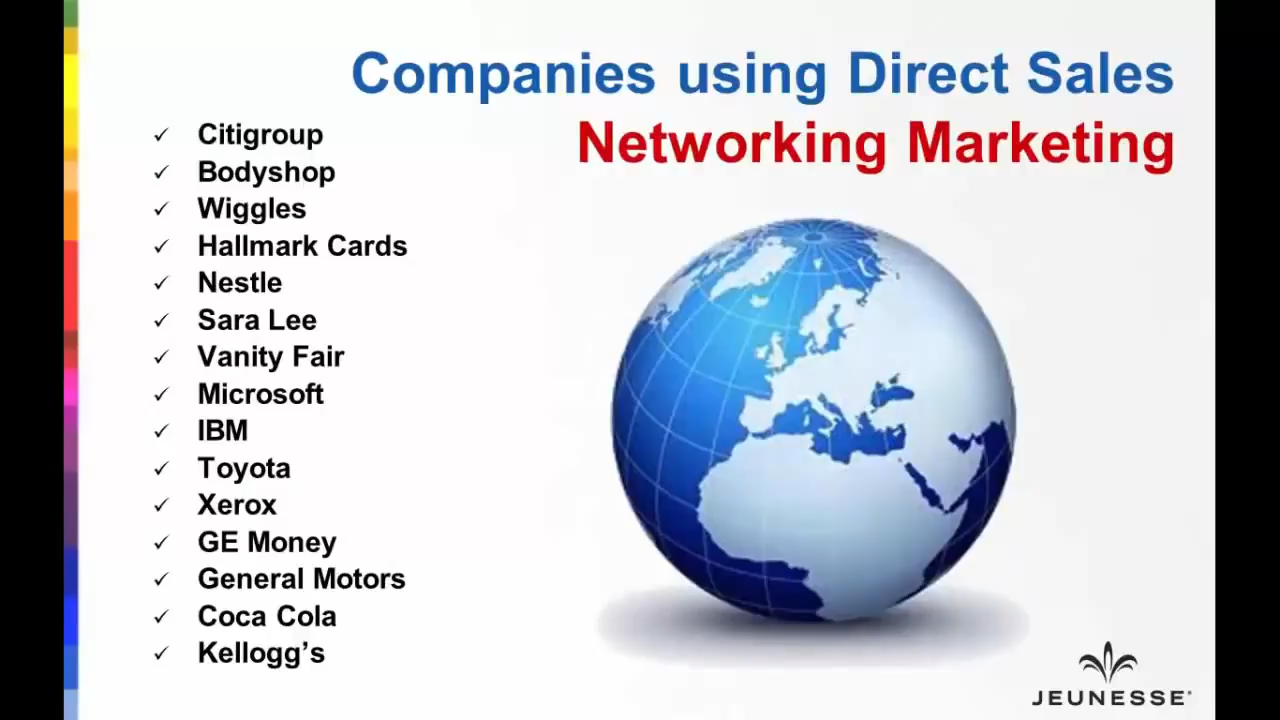 Companies using Direct Sales
Networking Marketing
✓ Citigroup
✓ Bodyshop
✓ Wiggles
✓ Hallmark Cards
✓ Nestle
✓ Sara Lee
✓ Vanity Fair
✓ Microsoft
✓ IBM
✓ Toyota
✓ Xerox
✓ GE Money
✓ General Motors
✓ Coca Cola
✓ Kellogg’s
JEUNESSE